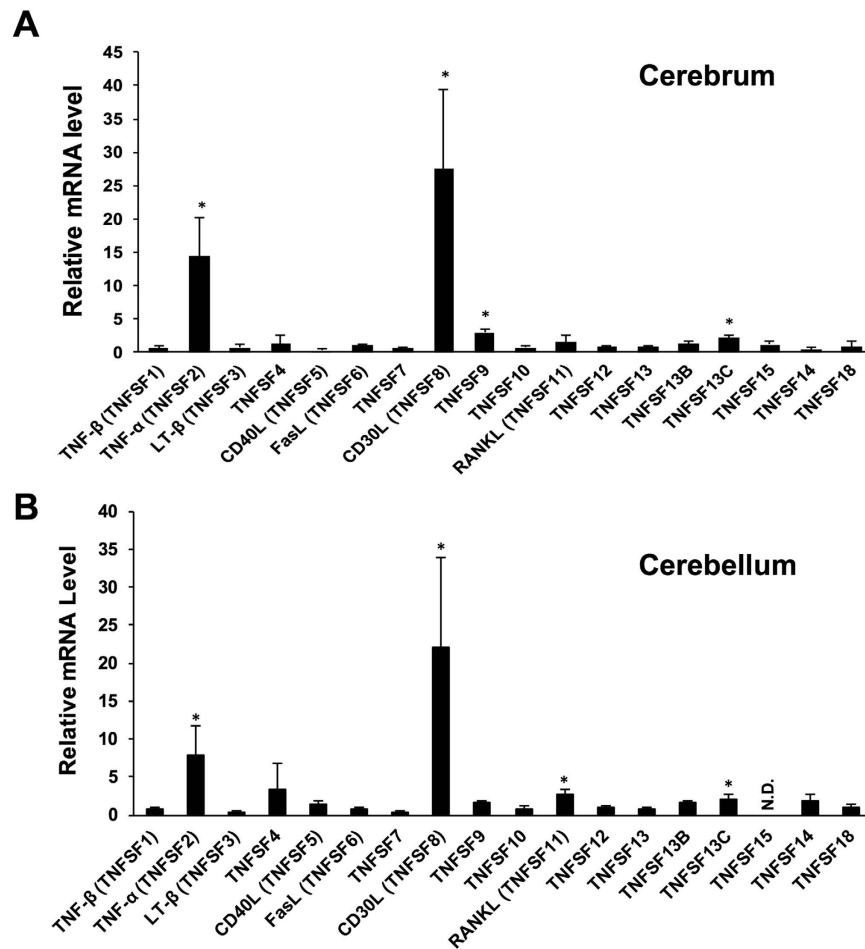 A
Cerebrum
Relative mRNA level
45
40
35
30
25
20
15
10
5
0
*
*
*
*
TNF-β (TNFSF1)
TNF-α (TNFSF2)
LT-β (TNFSF3)
TNFSF4
CD40L (TNFSF5)
FasL (TNFSF6)
TNFSF7
CD30L (TNFSF8)
TNFSF9
TNFSF10
RANKL (TNFSF11)
TNFSF12
TNFSF13
TNFSF13B
TNFSF13C
TNFSF15
TNFSF14
TNFSF18
B
Cerebellum
Relative mRNA Level
40
35
30
25
20
15
10
5
0
*
*
*
*
N.D.
TNF-β (TNFSF1)
TNF-α (TNFSF2)
LT-β (TNFSF3)
TNFSF4
CD40L (TNFSF5)
FasL (TNFSF6)
TNFSF7
CD30L (TNFSF8)
TNFSF9
TNFSF10
RANKL (TNFSF11)
TNFSF12
TNFSF13
TNFSF13B
TNFSF13C
TNFSF15
TNFSF14
TNFSF18